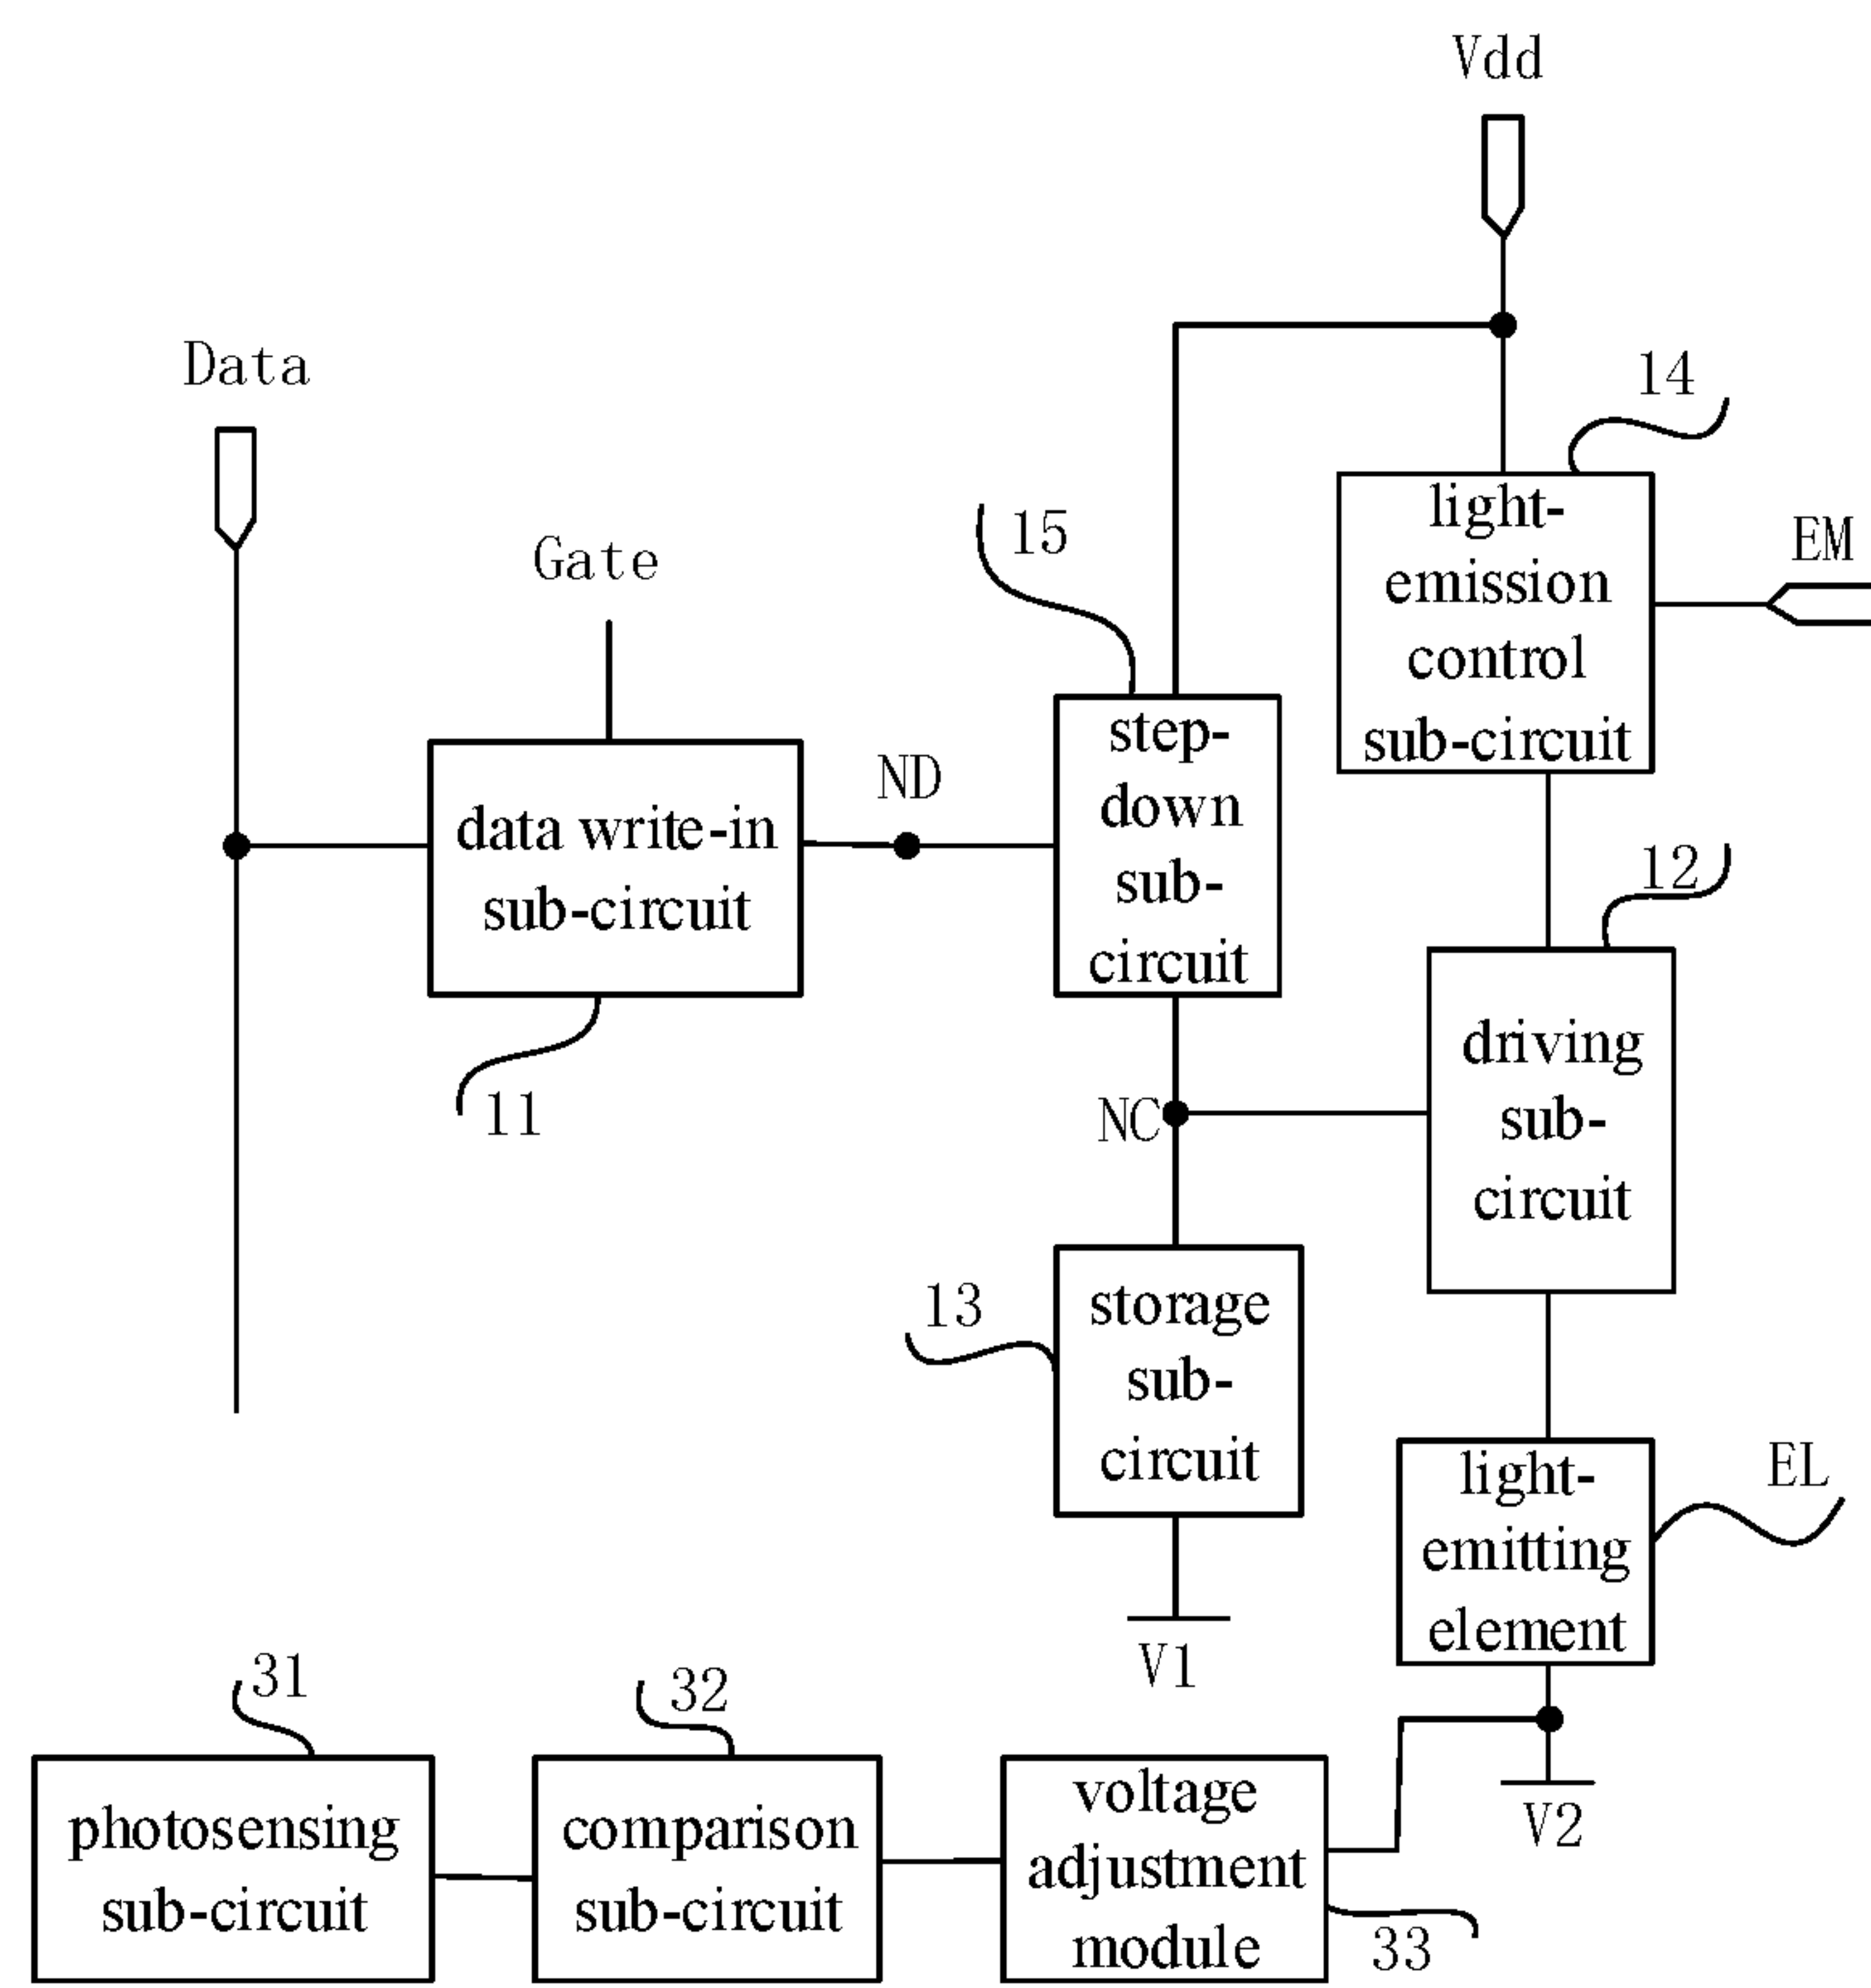 Vdd
Data
14
light-
emission
control
sub-circuit
EM
15
Gate
step-
down
sub-
circuit
ND
data write-in
sub-circuit
12
11
NC
driving
sub-
circuit
13
storage
sub-
circuit
EL
light-
emitting
element
V1
31
32
V2
photosensing
sub-circuit
comparison
sub-circuit
voltage
adjustment
module
33